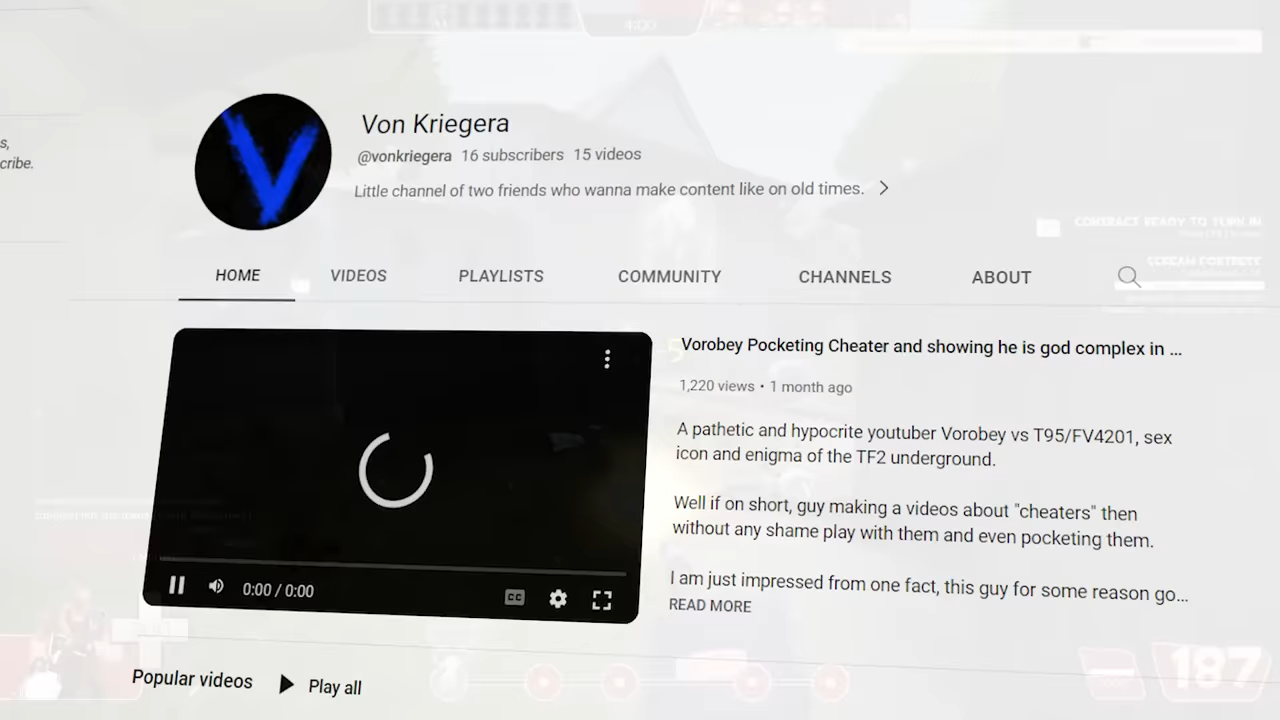 4:00
s,
cribe.
Von Kriegera
@vonkriegera 16 subscribers 15 videos
Little channel of two friends who wanna make content like on old times.
CONTRACT READY TO TURN IN
SCREAM FORTRESS
HOME VIDEOS PLAYLISTS COMMUNITY CHANNELS ABOUT
Vorobey Pocketing Cheater and showing he is god complex in ...
1,220 views • 1 month ago
A pathetic and hypocrite youtuber Vorobey vs T95/FV4201, sex
icon and enigma of the TF2 underground.
Well if on short, guy making a videos about "cheaters" then
without any shame play with them and even pocketing them.
I am just impressed from one fact, this guy for some reason go...
READ MORE
0:00 / 0:00
CC
Popular videos Play all
187